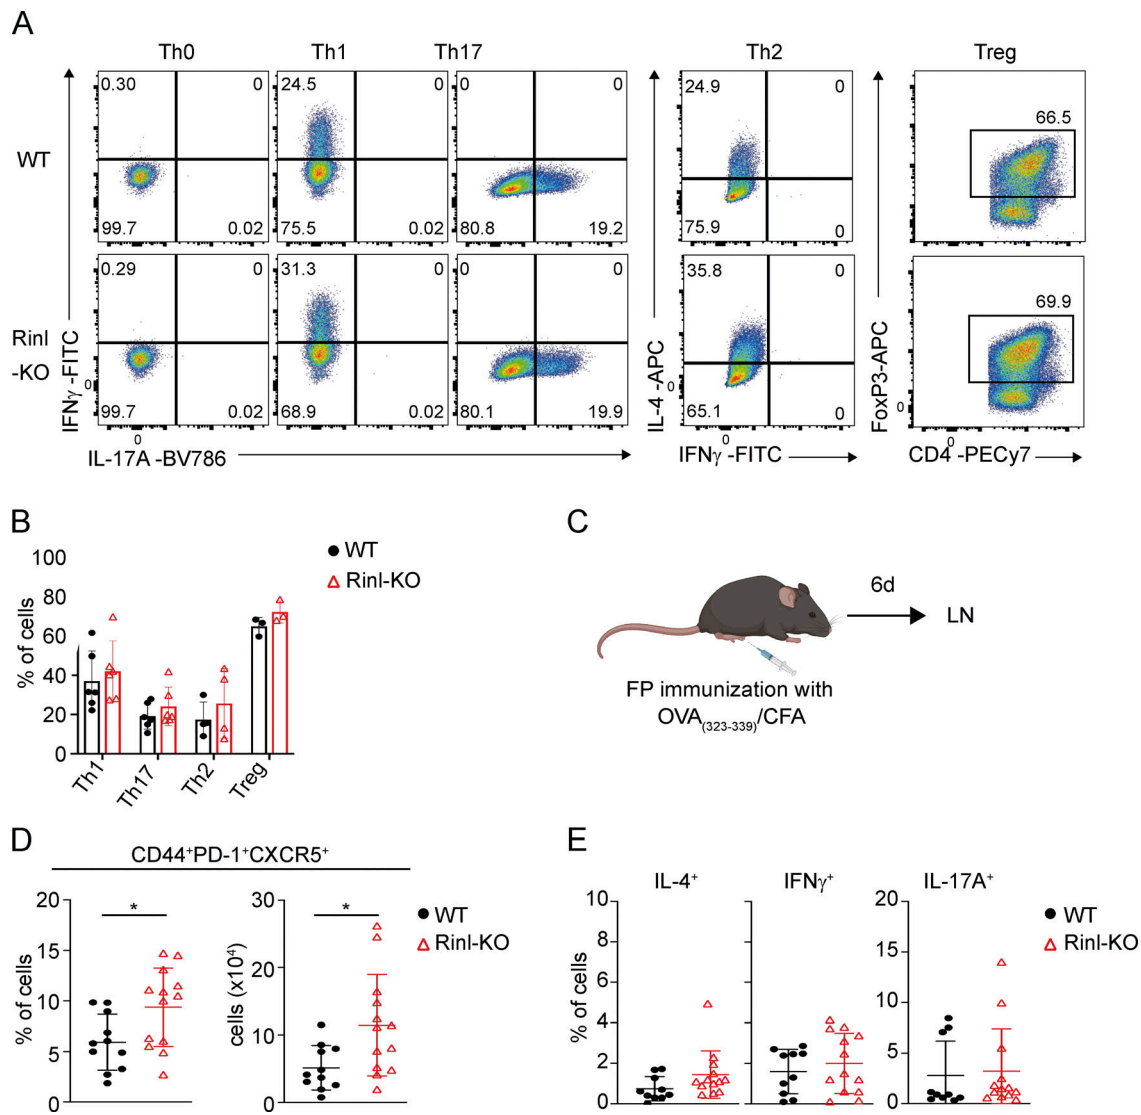 A
Th0 Th1 Th17 Th2 Treg
WT
0.30 0 24.5 0 0 0 24.9 0 66.5
99.7 0.02 75.5 0.02 80.8 19.2 75.9 0
Rinl
-KO
0.29 0 31.3 0 0 0 35.8 0 69.9
99.7 0.02 68.9 0.02 80.1 19.9 65.1 0
IFNγ-FITC
0
0
IL-17A -BV786
IL-4 -APC
0
0
IFNγ -FITC
FoxP3-APC
0
0
CD4 -PECy7
B
% of cells
100
80
60
40
20
0
Th1 Th17 Th2 Treg
WT
Rinl-KO
C
6d
LN
FP immunization with
OVA(323-339)/CFA
D
CD44+PD-1+CXCR5+
% of cells
20
15
10
5
0
*
cells (x10⁴)
30
20
10
0
*
WT
Rinl-KO
E
IL-4+ IFNγ+ IL-17A+
% of cells
10
8
6
4
2
0
20
15
10
5
0
WT
Rinl-KO